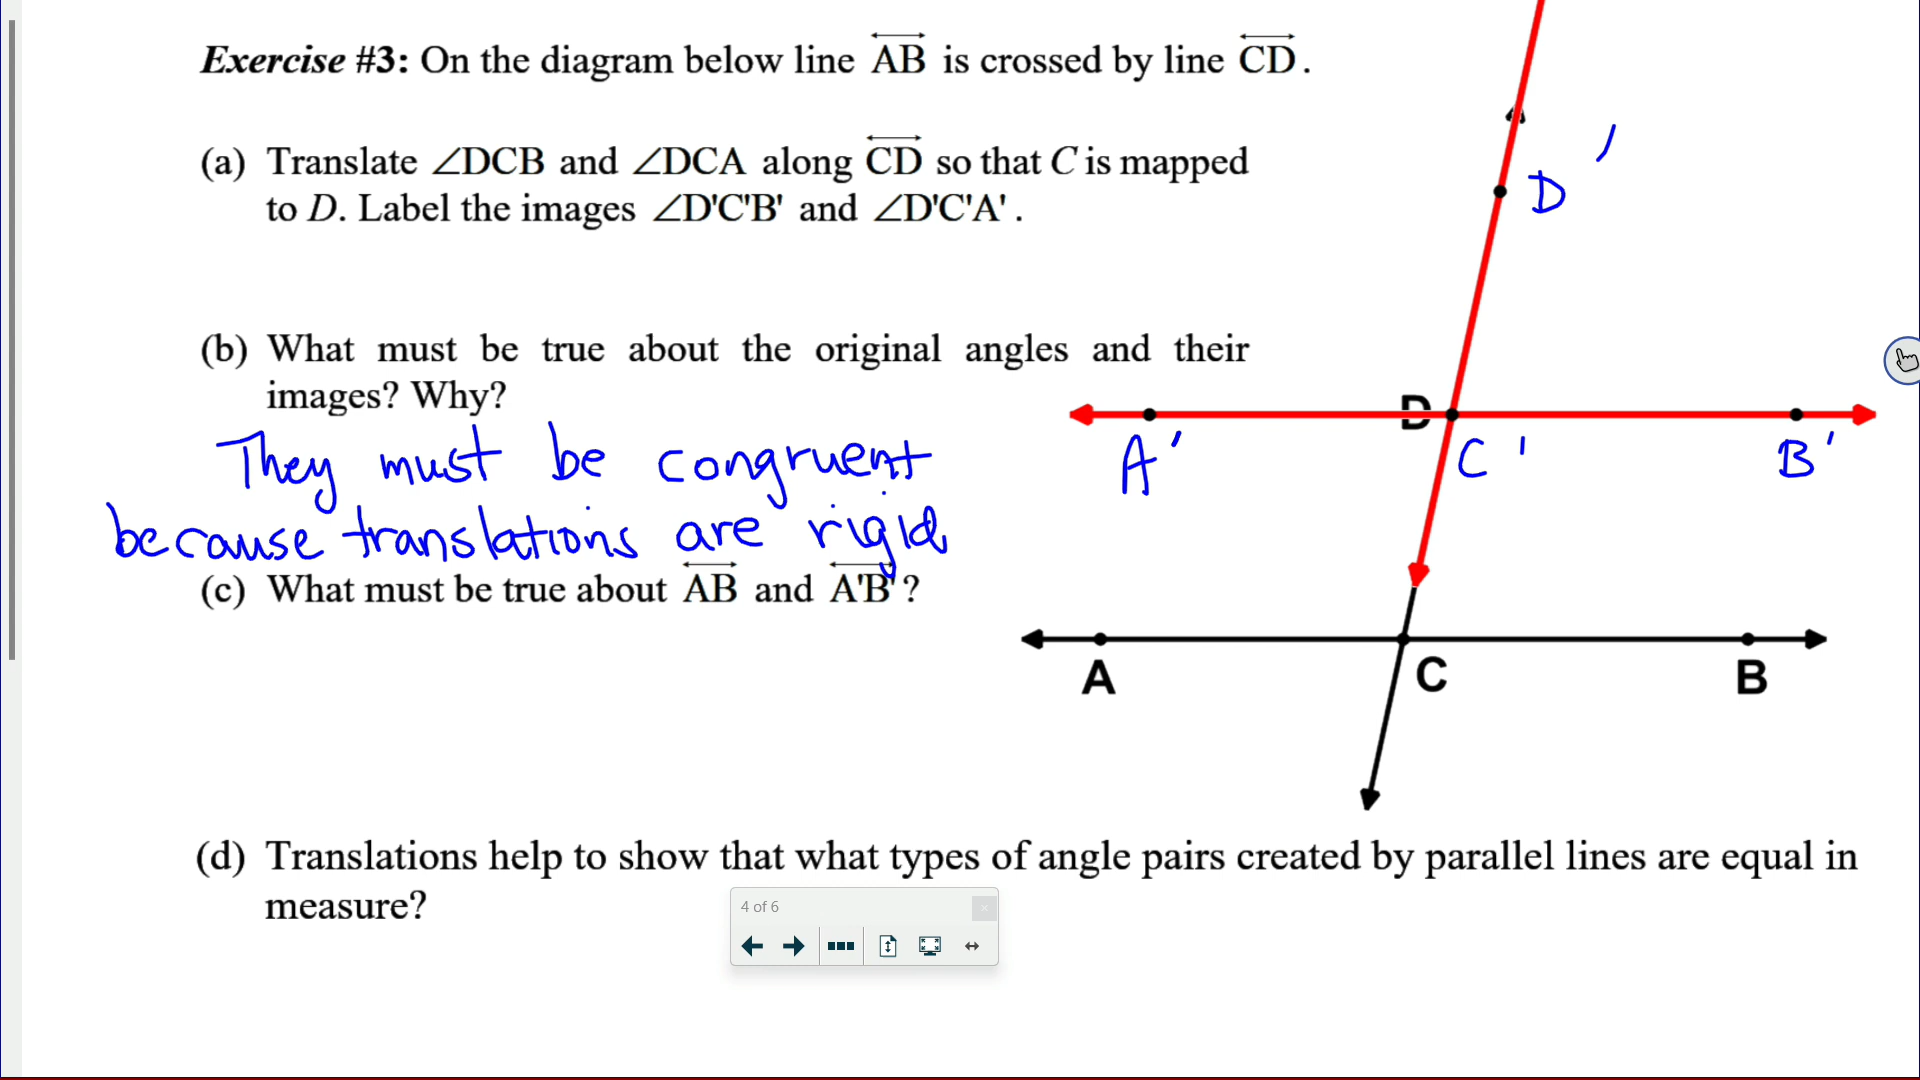 Exercise #3: On the diagram below line AB is crossed by line CD.
(a) Translate ∠DCB and ∠DCA along CD so that C is mapped
to D. Label the images ∠D'C'B' and ∠D'C'A'.
D'
(b) What must be true about the original angles and their
images? Why?
D
A' C' B'
They must be congruent
because translations are rigid
(c) What must be true about AB and A'B'?
A C B
(d) Translations help to show that what types of angle pairs created by parallel lines are equal in
measure?
4 of 6